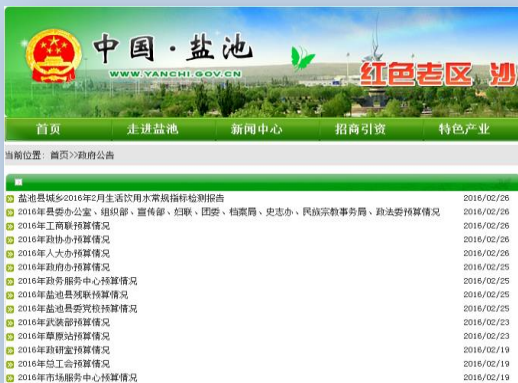 中国·盐池
WWW.YANCHI.GOV.CN
红色老区 沙
首页 走进盐池 新闻中心 招商引资 特色产业
当前位置: 首页>>政府公告
盐池县城乡2016年2月生活饮用水常规指标检测报告 2016/02/26
2016年县委办公室、组织部、宣传部、妇联、团委、档案局、史志办、民族宗教事务局、政法委预算情况 2016/02/26
2016年工商联预算情况 2016/02/26
2016年政协办预算情况 2016/02/26
2016年人大办预算情况 2016/02/26
2016年政府办预算情况 2016/02/25
2016年政务服务中心预算情况 2016/02/25
2016年盐池县残联预算情况 2016/02/25
2016年盐池县委党校预算情况 2016/02/25
2016年武装部预算情况 2016/02/23
2016年草原站预算情况 2016/02/23
2016年政研室预算情况 2016/02/19
2016年总工会预算情况 2016/02/19
2016年市场服务中心预算情况 2016/02/19